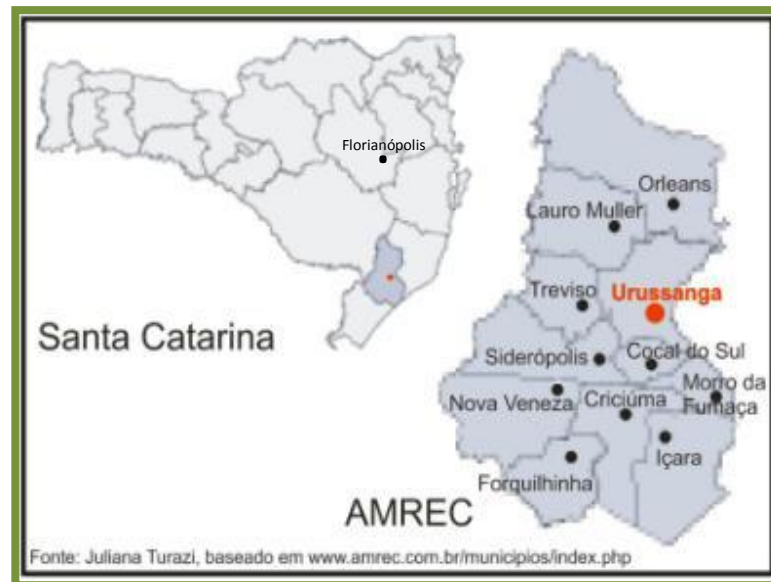 Florianópolis
Santa Catarina
Orleans
Lauro Muller
Treviso
Urussanga
Siderópolis
Cocal do Sul
Nova Veneza
Criciúma
Morro da
Fumaça
Içara
Forquilhinha
AMREC
Fonte: Juliana Turazi, baseado em www.amrec.com.br/municipios/index.php